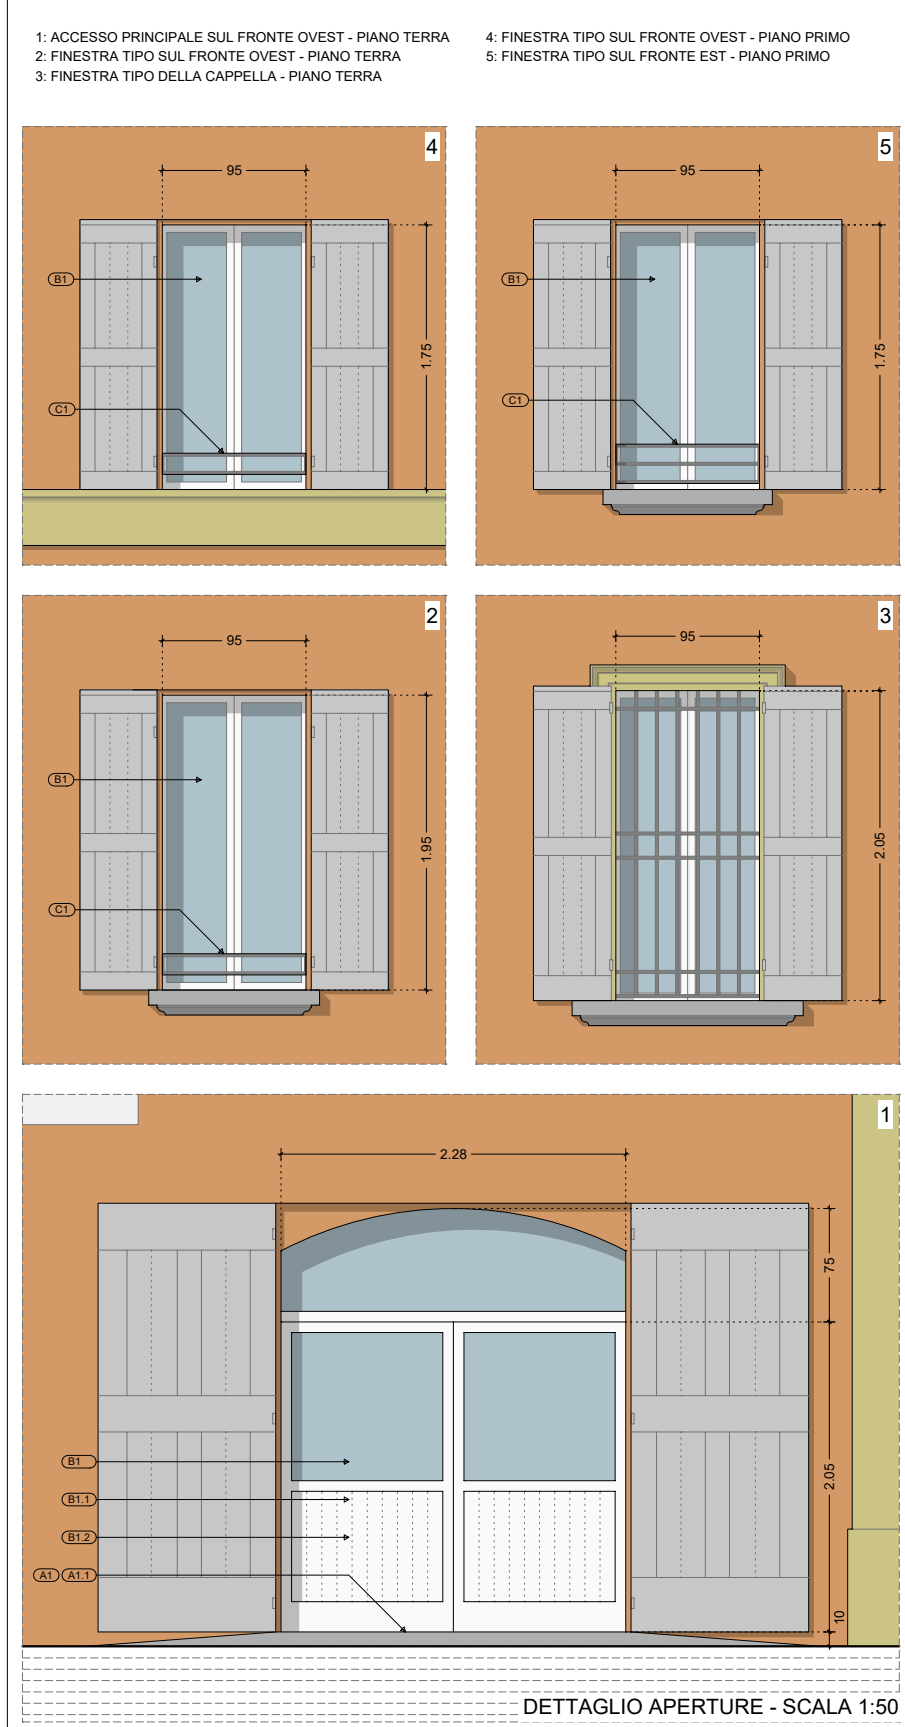 1: ACCESSO PRINCIPALE SUL FRONTE OVEST - PIANO TERRA
2: FINESTRA TIPO SUL FRONTE OVEST - PIANO TERRA
3: FINESTRA TIPO DELLA CAPPELLA - PIANO TERRA
4: FINESTRA TIPO SUL FRONTE OVEST - PIANO PRIMO
5: FINESTRA TIPO SUL FRONTE EST - PIANO PRIMO
4
95
B1
1.75
C1
5
95
B1
1.75
C1
2
95
B1
1.95
C1
3
95
2.05
1
2.28
75
B1
2.05
B1.1
B1.2
A1 A1.1
10
DETTAGLIO APERTURE - SCALA 1:50